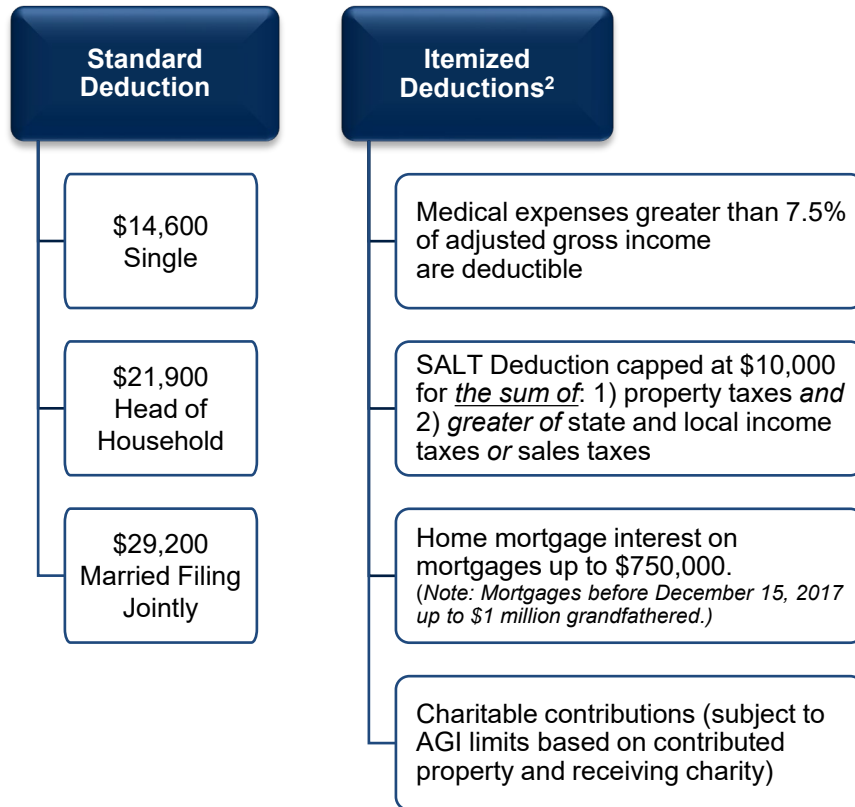 Standard
Deduction
$14,600
Single
$21,900
Head of
Household
$29,200
Married Filing
Jointly
Itemized
Deductions²
Medical expenses greater than 7.5%
of adjusted gross income
are deductible
SALT Deduction capped at $10,000
for the sum of: 1) property taxes and
2) greater of state and local income
taxes or sales taxes
Home mortgage interest on
mortgages up to $750,000.
(Note: Mortgages before December 15, 2017
up to $1 million grandfathered.)
Charitable contributions (subject to
AGI limits based on contributed
property and receiving charity)